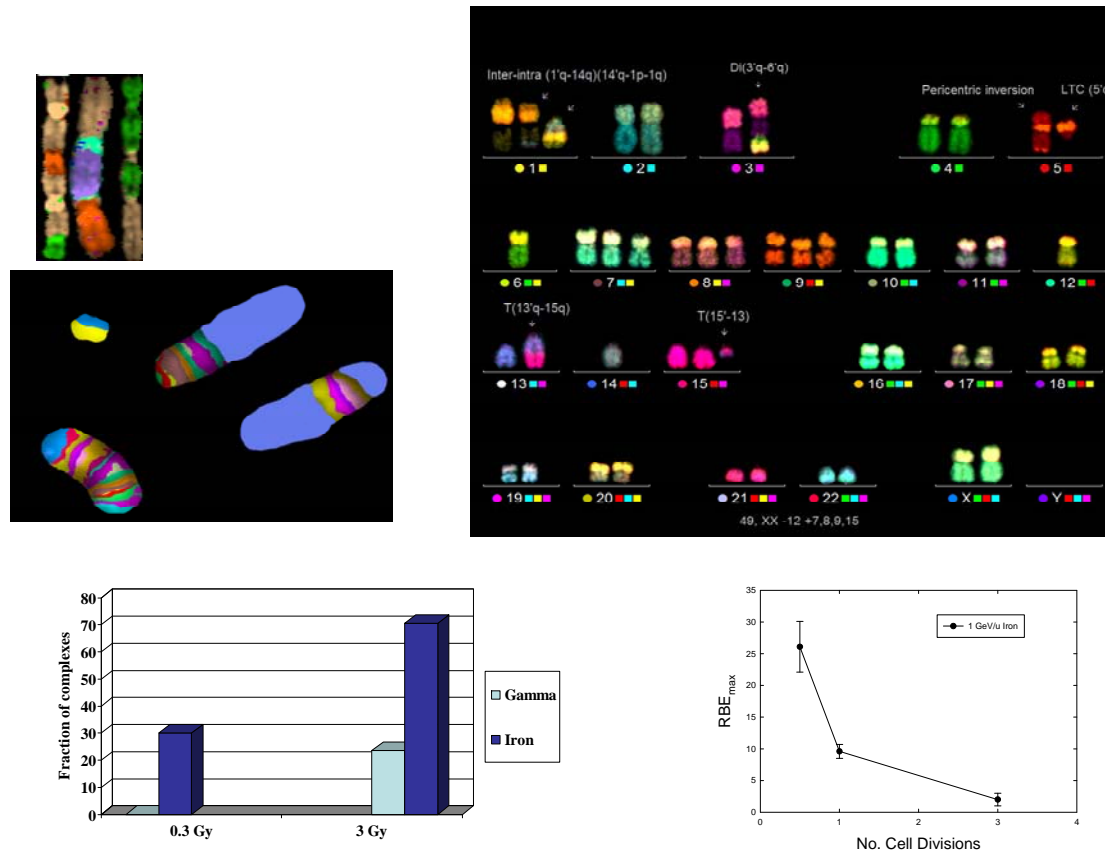 Inter-intra (1'q-14q)(14'q-1p-1q)
DI(3'q-6'q)
Pericentric inversion
LTC (5'q
1
2
3
4
5
6
7
8
9
10
11
12
T(13'q-15q)
T(15'-13)
13
14
15
16
17
18
19
20
21
22
X
Y
49, XX -12 +7,8,9,15
Fraction of complexes
80
70
60
50
40
30
20
10
0
0.3 Gy
3 Gy
Gamma
Iron
RBEmax
35
30
25
20
15
10
5
0
0
1
2
3
4
1 GeV/u Iron
No. Cell Divisions